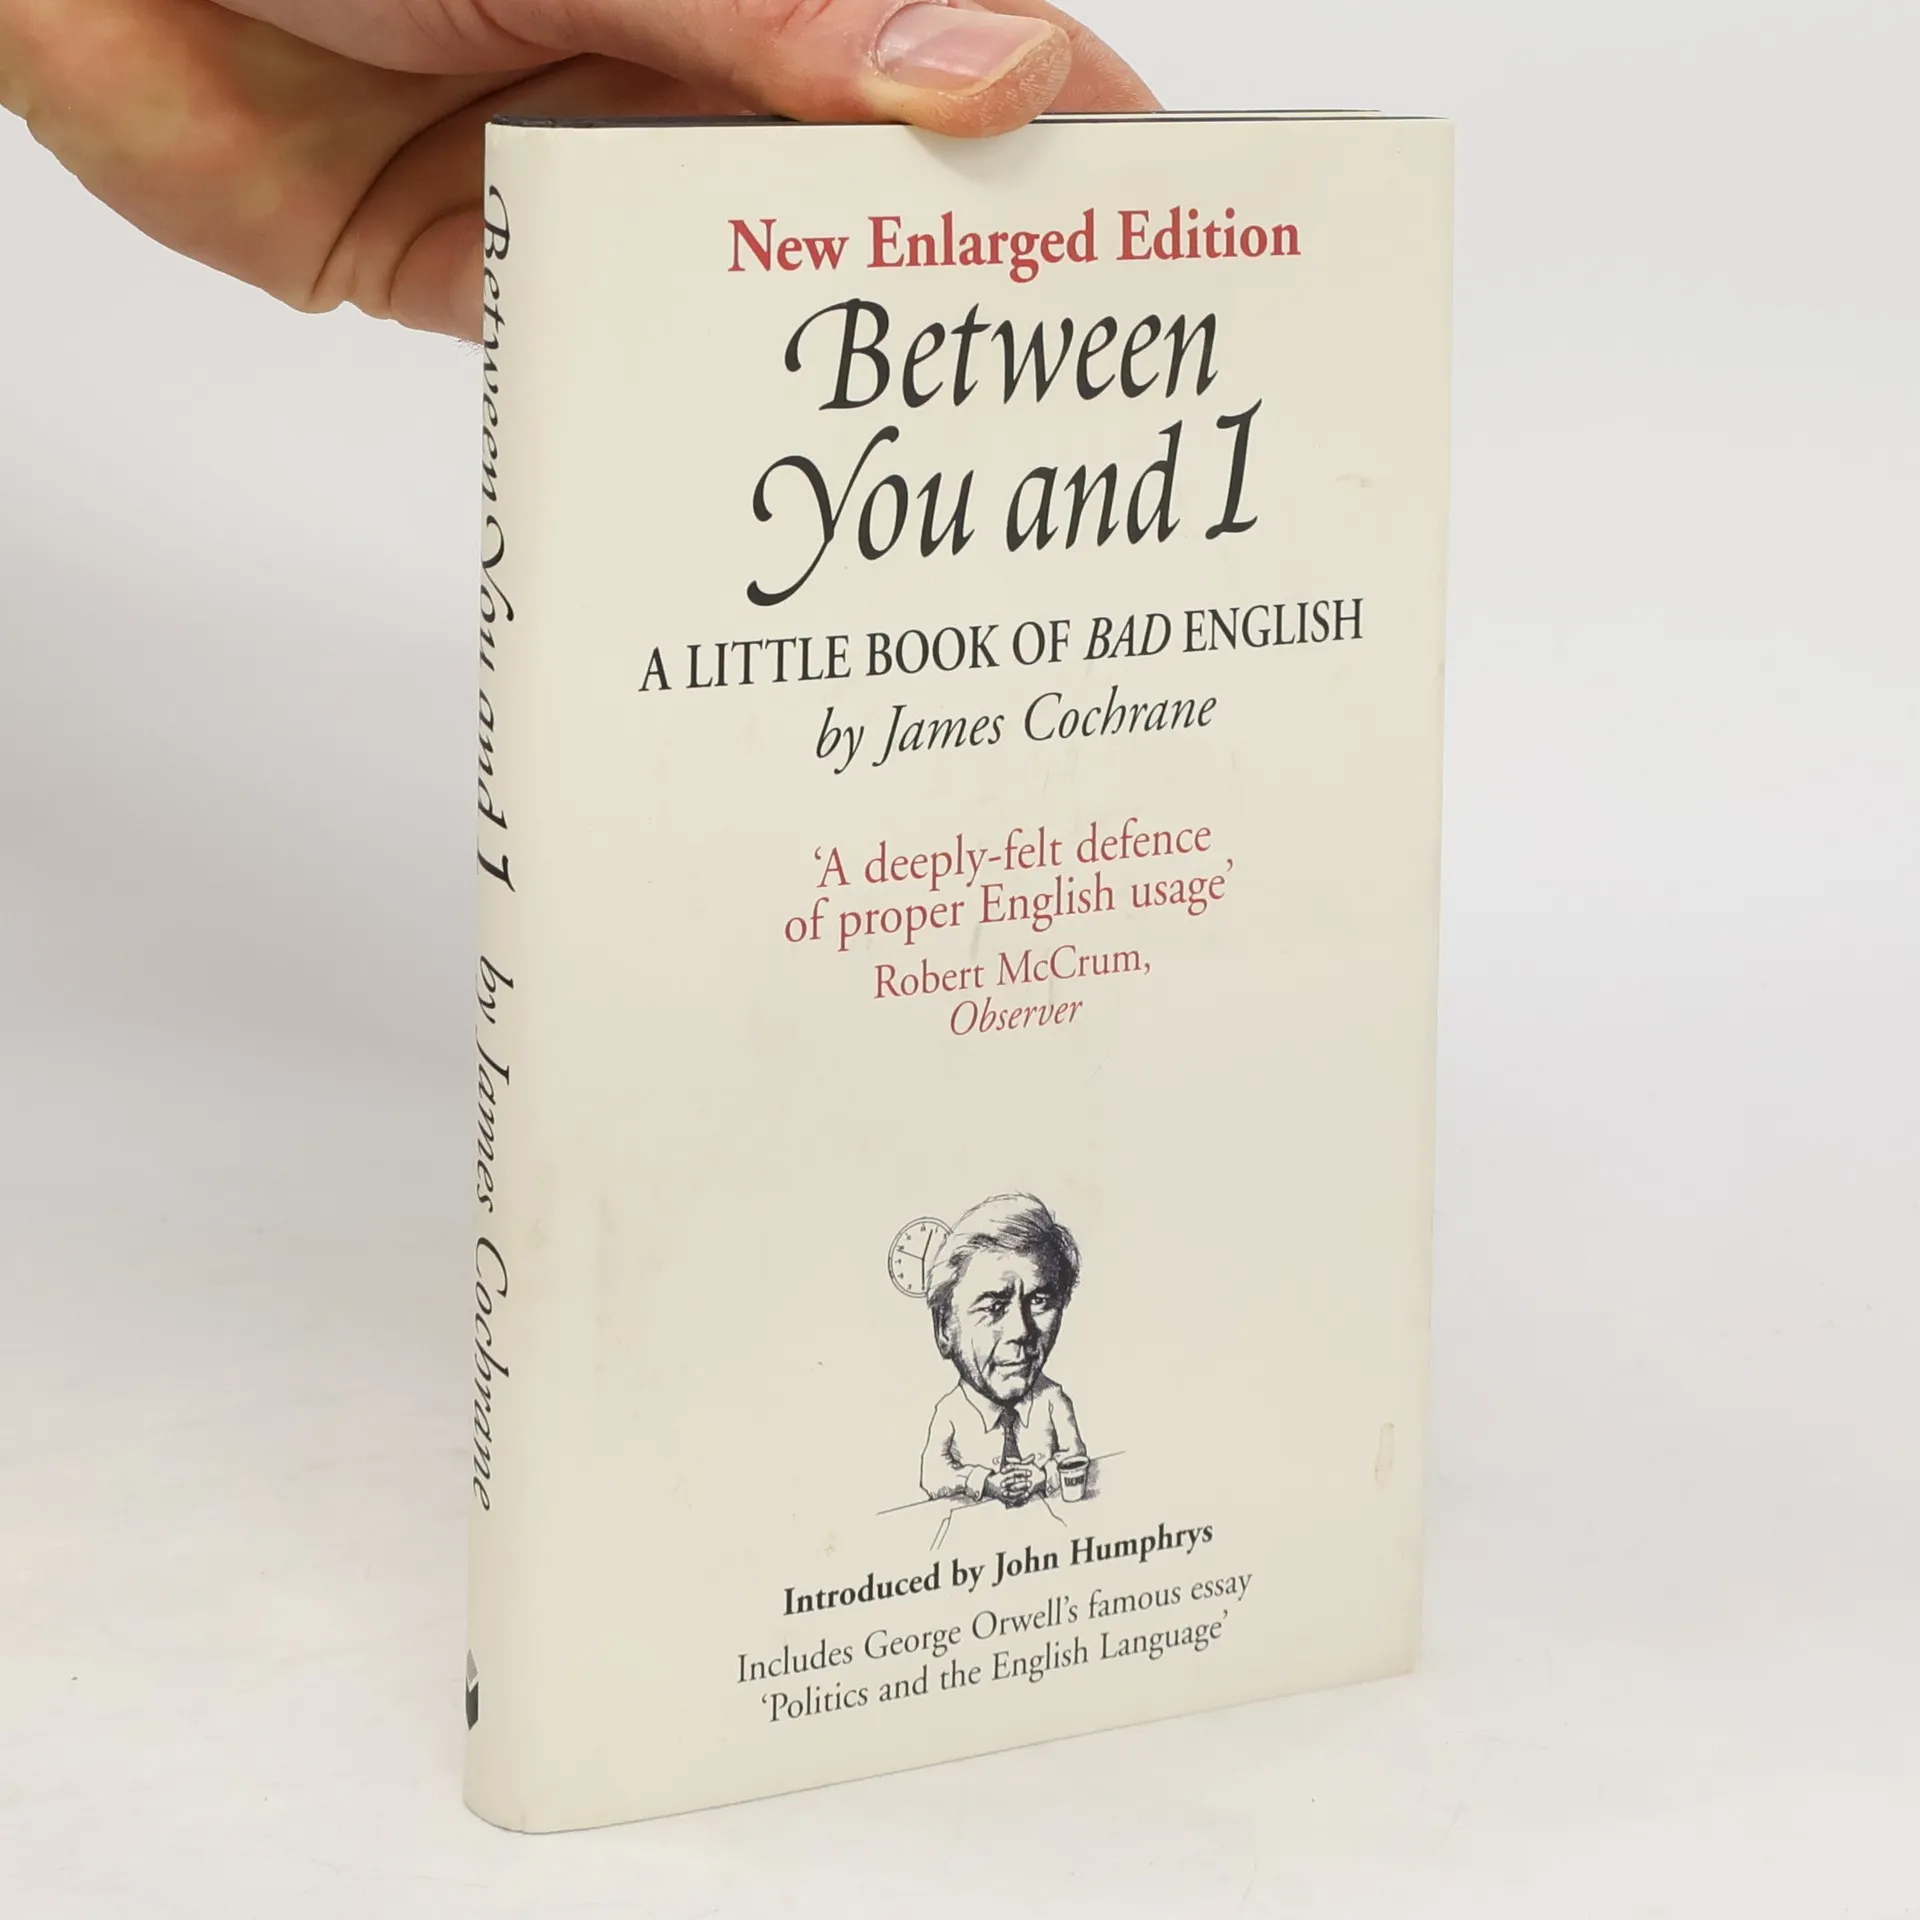 New Enlarged Edition
Between
You and I
A LITTLE BOOK OF BAD ENGLISH
by James Cochrane
‘A deeply-felt defence
of proper English usage’
Robert McCrum,
Observer
Introduced by John Humphrys
Includes George Orwell’s famous essay
‘Politics and the English Language’
Between You and I by James Cochrane